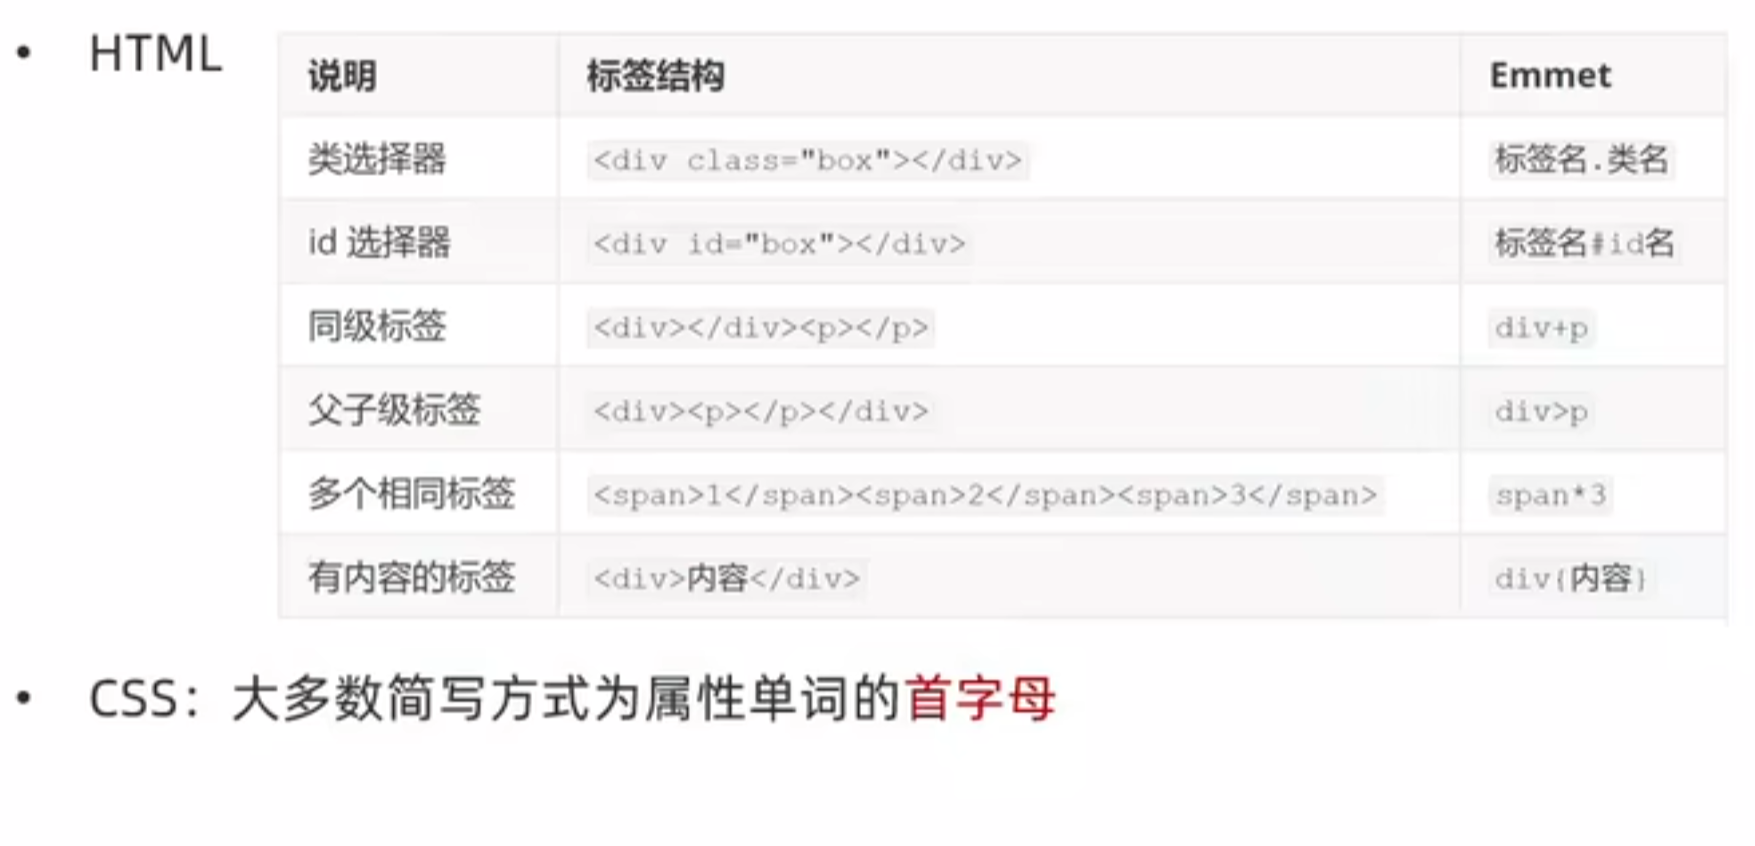 • HTML
说明 标签结构 Emmet
类选择器 <div class="box"></div> 标签名.类名
id 选择器 <div id="box"></div> 标签名#id名
同级标签 <div></div><p></p> div+p
父子级标签 <div><p></p></div> div>p
多个相同标签 <span>1</span><span>2</span><span>3</span> span*3
有内容的标签 <div>内容</div> div{内容}
• CSS：大多数简写方式为属性单词的首字母